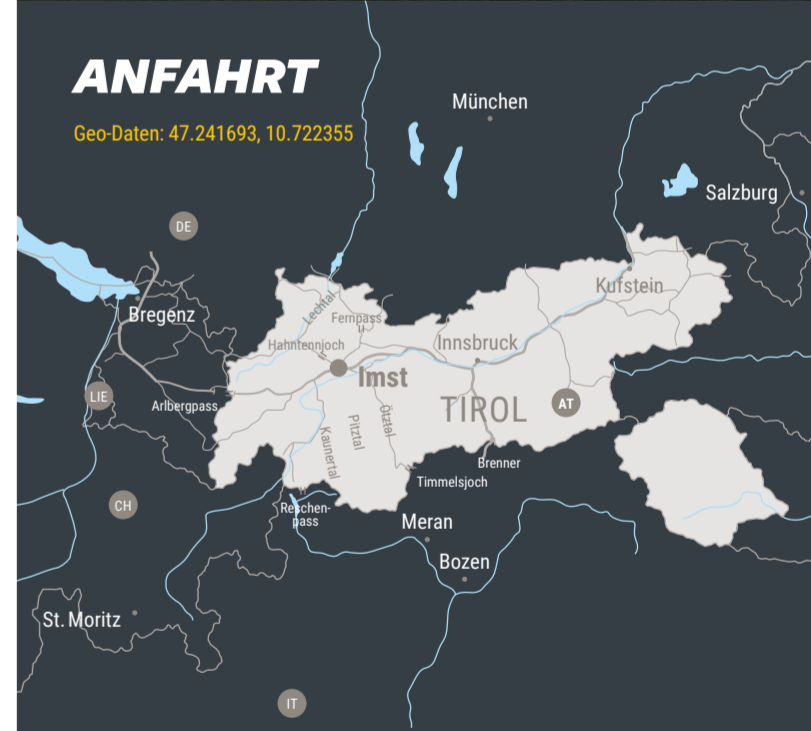 ANFAHRT
Geo-Daten: 47.241693, 10.722355
München
Salzburg
DE
Bregenz
Kufstein
Lechtal
Fernpass
Hahntennjoch
Innsbruck
Imst
LIE
Arlbergpass
TIROL
AT
Kaunertal
Pitztal
Ötztal
Brenner
Timmelsjoch
CH
Reschen-
pass
Meran
Bozen
St. Moritz
IT